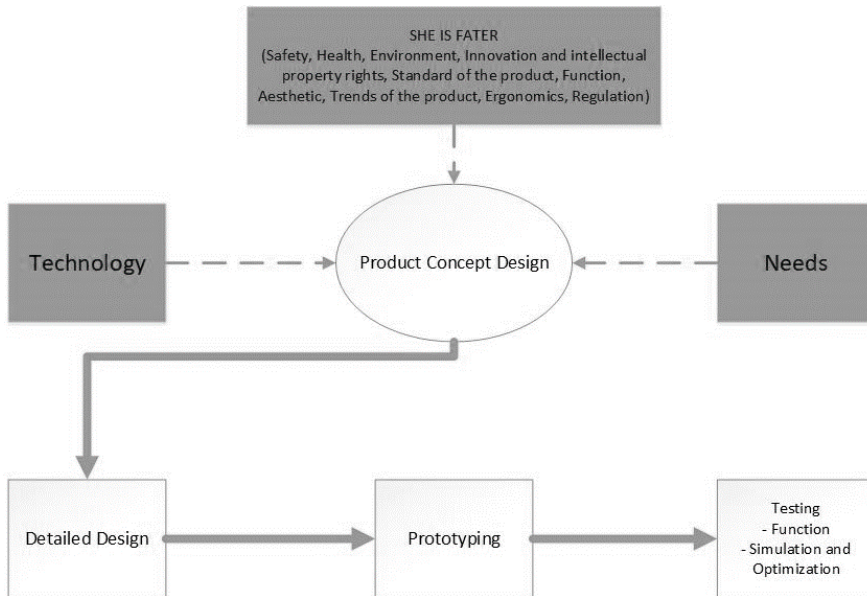 SHE IS FATER
(Safety, Health, Environment, Innovation and intellectual
property rights, Standard of the product, Function,
Aesthetic, Trends of the product, Ergonomics, Regulation)
Technology
Product Concept Design
Needs
Detailed Design
Prototyping
Testing
- Function
- Simulation and
Optimization